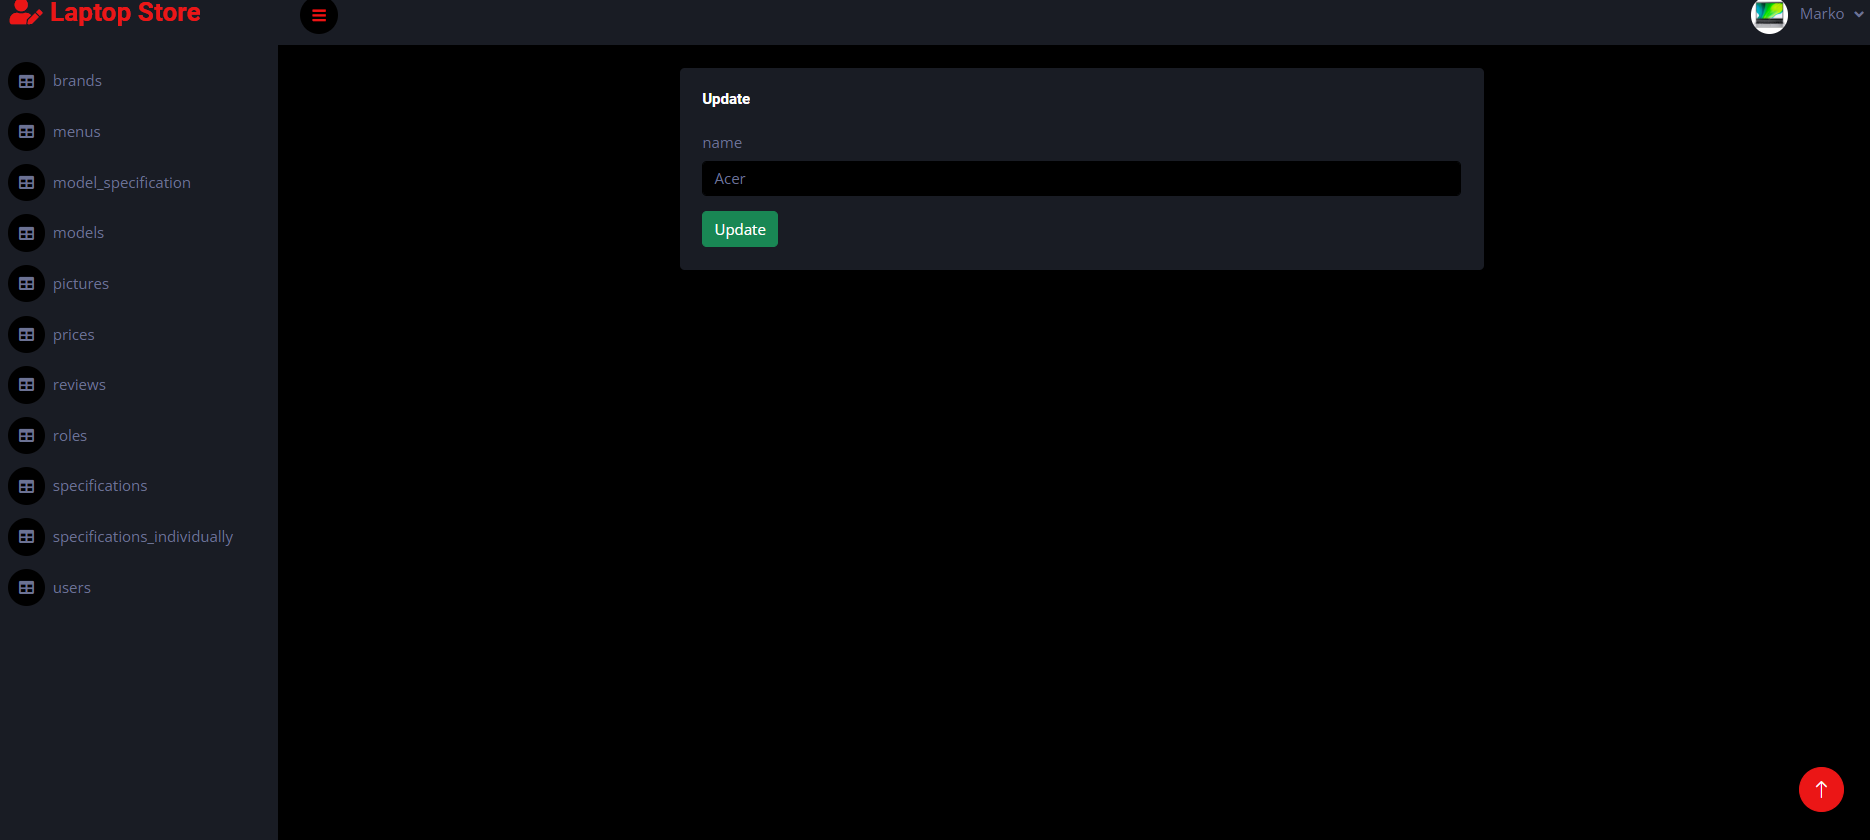 Laptop Store
Marko
brands
menus
model_specification
models
pictures
prices
reviews
roles
specifications
specifications_individually
users
Update
name
Acer
Update